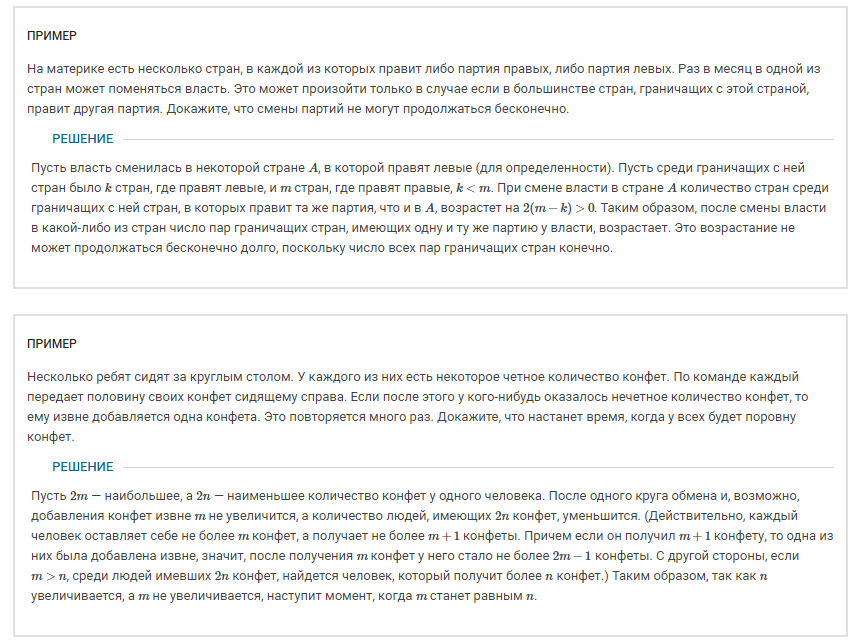 ПРИМЕР
На материке есть несколько стран, в каждой из которых правит либо партия правых, либо партия левых. Раз в месяц в одной из
стран может поменяться власть. Это может произойти только в случае если в большинстве стран, граничащих с этой страной,
правит другая партия. Докажите, что смены партий не могут продолжаться бесконечно.
РЕШЕНИЕ
Пусть власть сменилась в некоторой стране A, в которой правят левые (для определенности). Пусть среди граничащих с ней
стран было k стран, где правят левые, и m стран, где правят правые, k < m. При смене власти в стране A количество стран среди
граничащих с ней стран, в которых правит та же партия, что и в A, возрастет на 2(m − k) > 0. Таким образом, после смены власти
в какой-либо из стран число пар граничащих стран, имеющих одну и ту же партию у власти, возрастает. Это возрастание не
может продолжаться бесконечно долго, поскольку число всех пар граничащих стран конечно.
ПРИМЕР
Несколько ребят сидят за круглым столом. У каждого из них есть некоторое четное количество конфет. По команде каждый
передает половину своих конфет сидящему справа. Если после этого у кого-нибудь оказалось нечетное количество конфет, то
ему извне добавляется одна конфета. Это повторяется много раз. Докажите, что настанет время, когда у всех будет поровну
конфет.
РЕШЕНИЕ
Пусть 2m — наибольшее, а 2n — наименьшее количество конфет у одного человека. После одного круга обмена и, возможно,
добавления конфет извне m не увеличится, а количество людей, имеющих 2n конфет, уменьшится. (Действительно, каждый
человек оставляет себе не более m конфет, а получает не более m + 1 конфеты. Причем если он получил m + 1 конфету, то одна из
них была добавлена извне, значит, после получения m конфет у него стало не более 2m − 1 конфеты. С другой стороны, если
m > n, среди людей имевших 2n конфет, найдется человек, который получит более n конфет.) Таким образом, так как n
увеличивается, а m не увеличивается, наступит момент, когда m станет равным n.